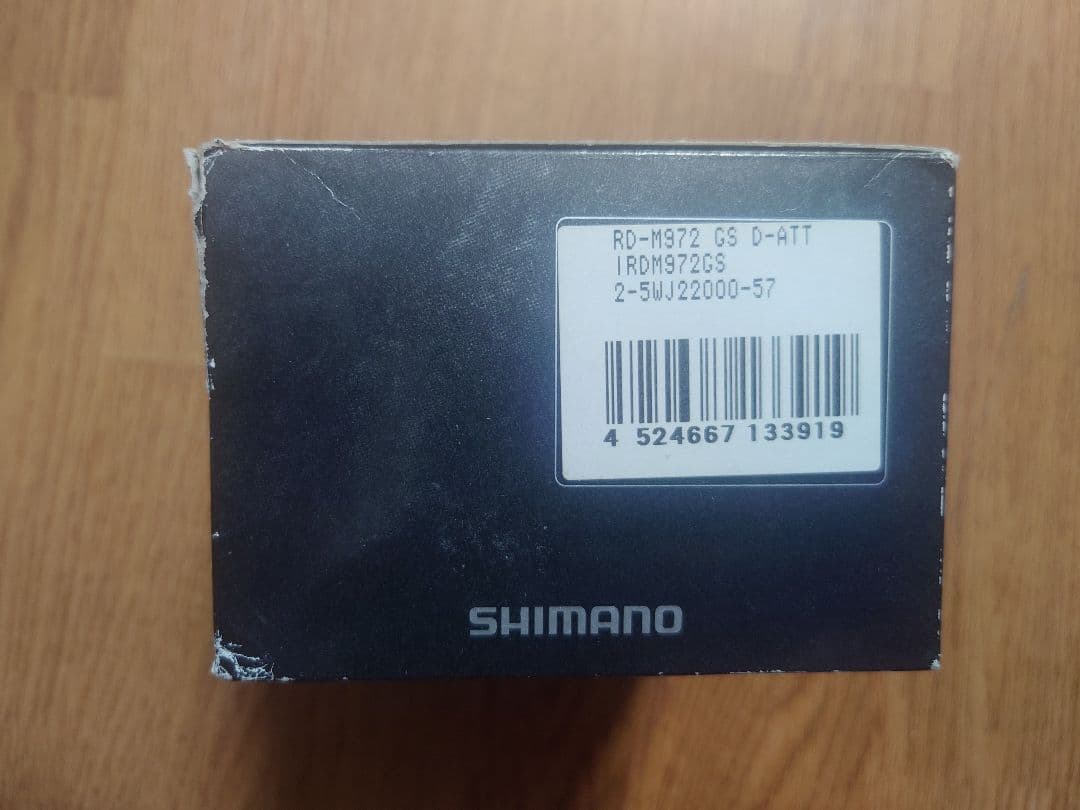 RD-M972 GS D-ATT
IRDM972GS
2-5WJ22000-57
4 524667 133919
SHIMANO